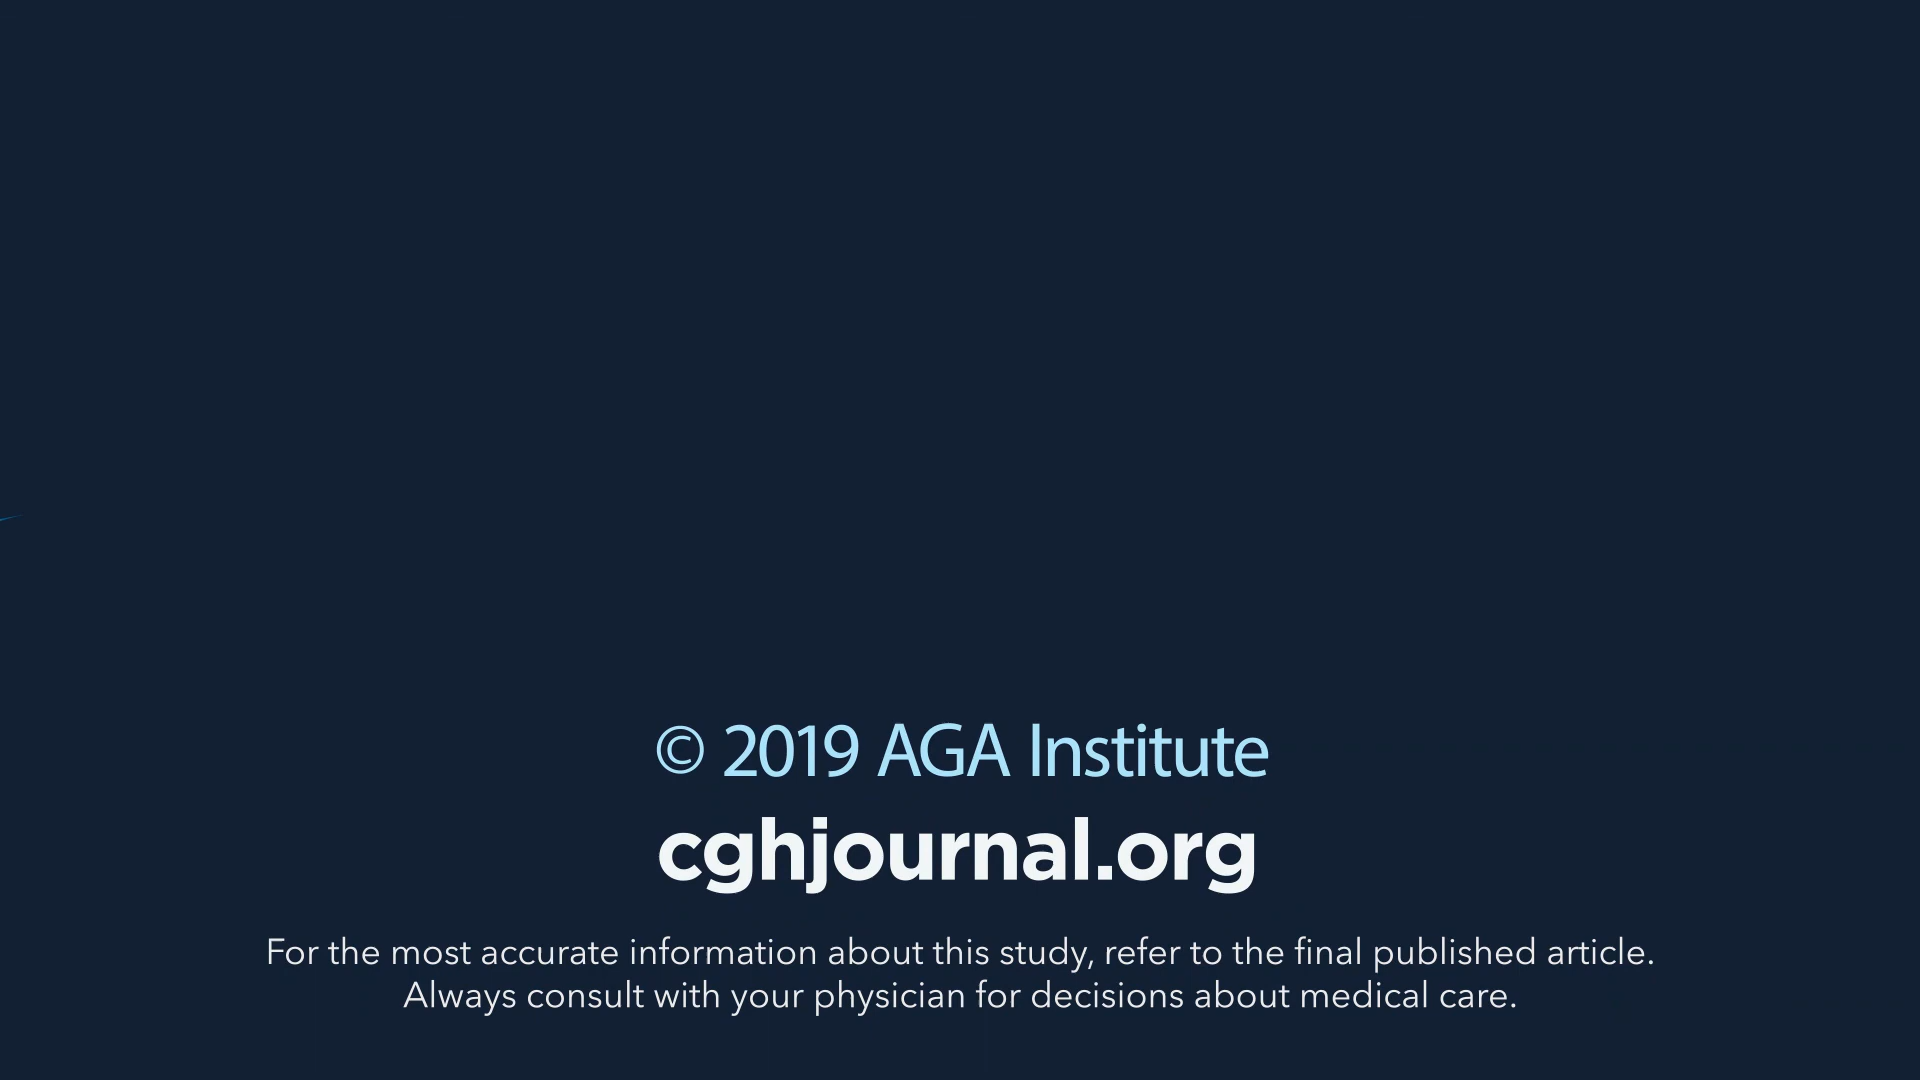 © 2019 AGA Institute
cghjournal.org
For the most accurate information about this study, refer to the final published article.
Always consult with your physician for decisions about medical care.